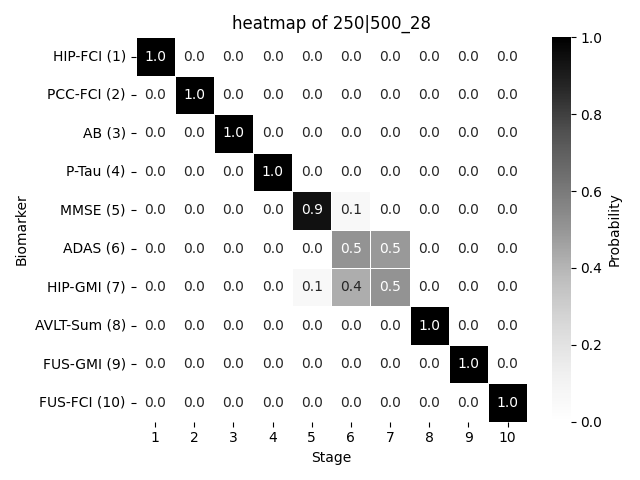 heatmap of 250|500_28
HIP-FCI (1) 1.0 0.0 0.0 0.0 0.0 0.0 0.0 0.0 0.0 0.0
PCC-FCI (2) 0.0 1.0 0.0 0.0 0.0 0.0 0.0 0.0 0.0 0.0
AB (3) 0.0 0.0 1.0 0.0 0.0 0.0 0.0 0.0 0.0 0.0
P-Tau (4) 0.0 0.0 0.0 1.0 0.0 0.0 0.0 0.0 0.0 0.0
MMSE (5) 0.0 0.0 0.0 0.0 0.9 0.1 0.0 0.0 0.0 0.0
ADAS (6) 0.0 0.0 0.0 0.0 0.0 0.5 0.5 0.0 0.0 0.0
HIP-GMI (7) 0.0 0.0 0.0 0.0 0.1 0.4 0.5 0.0 0.0 0.0
AVLT-Sum (8) 0.0 0.0 0.0 0.0 0.0 0.0 0.0 1.0 0.0 0.0
FUS-GMI (9) 0.0 0.0 0.0 0.0 0.0 0.0 0.0 0.0 1.0 0.0
FUS-FCI (10) 0.0 0.0 0.0 0.0 0.0 0.0 0.0 0.0 0.0 1.0
1 2 3 4 5 6 7 8 9 10
Stage
Biomarker
1.0
0.8
0.6
0.4
0.2
0.0
Probability